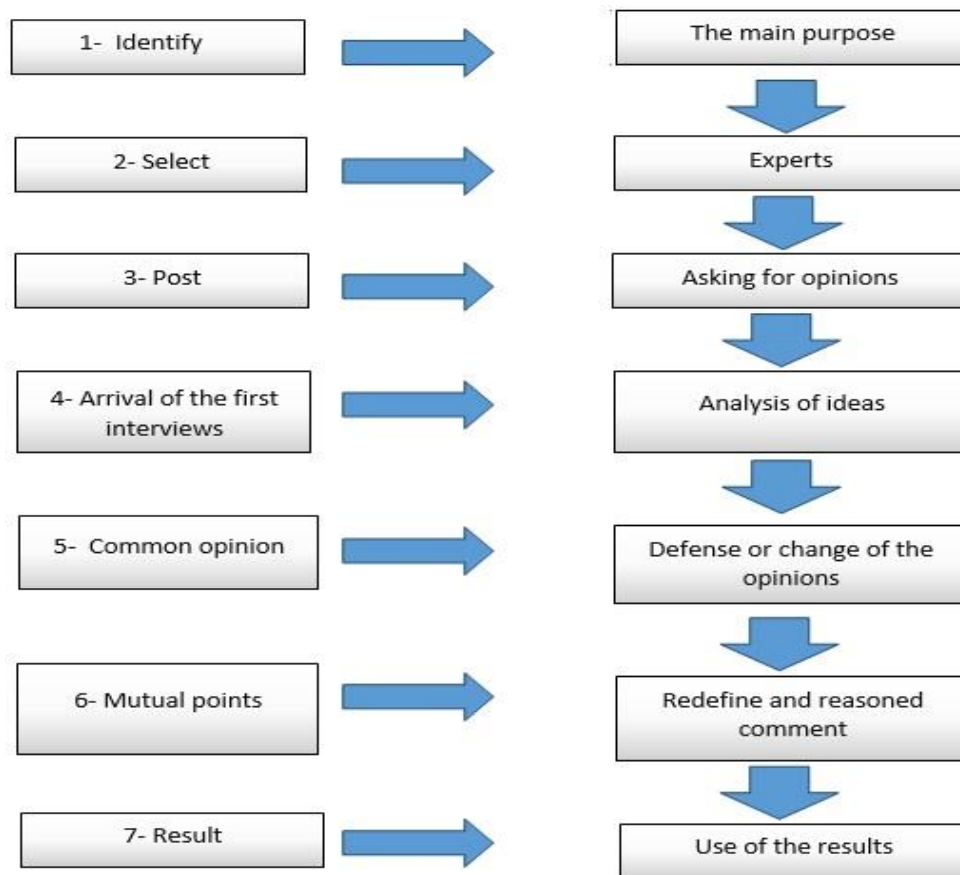 1- Identify
The main purpose
2- Select
Experts
3- Post
Asking for opinions
4- Arrival of the first
interviews
Analysis of ideas
5- Common opinion
Defense or change of the
opinions
6- Mutual points
Redefine and reasoned
comment
7- Result
Use of the results